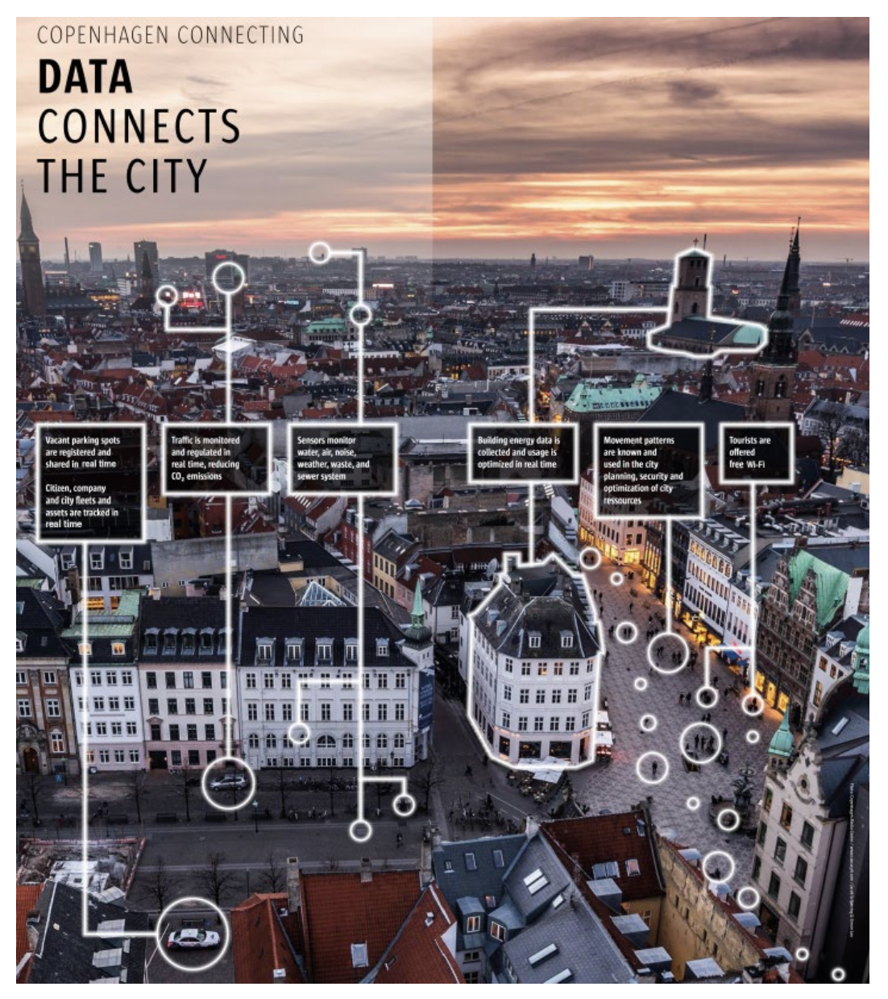 COPENHAGEN CONNECTING
DATA
CONNECTS
THE CITY
Vacant parking spots
are registered and
shared in real time
Citizen, company
and city fleets and
assets are tracked in
real time
Traffic is monitored
and regulated in
real time, reducing
CO₂ emissions
Sensors monitor
water, air, noise,
weather, waste, and
sewer system
Building energy data is
collected and usage is
optimized in real time
Movement patterns
are known and
used in the city
planning, security and
optimization of city
ressources
Tourists are
offered
free Wi-Fi